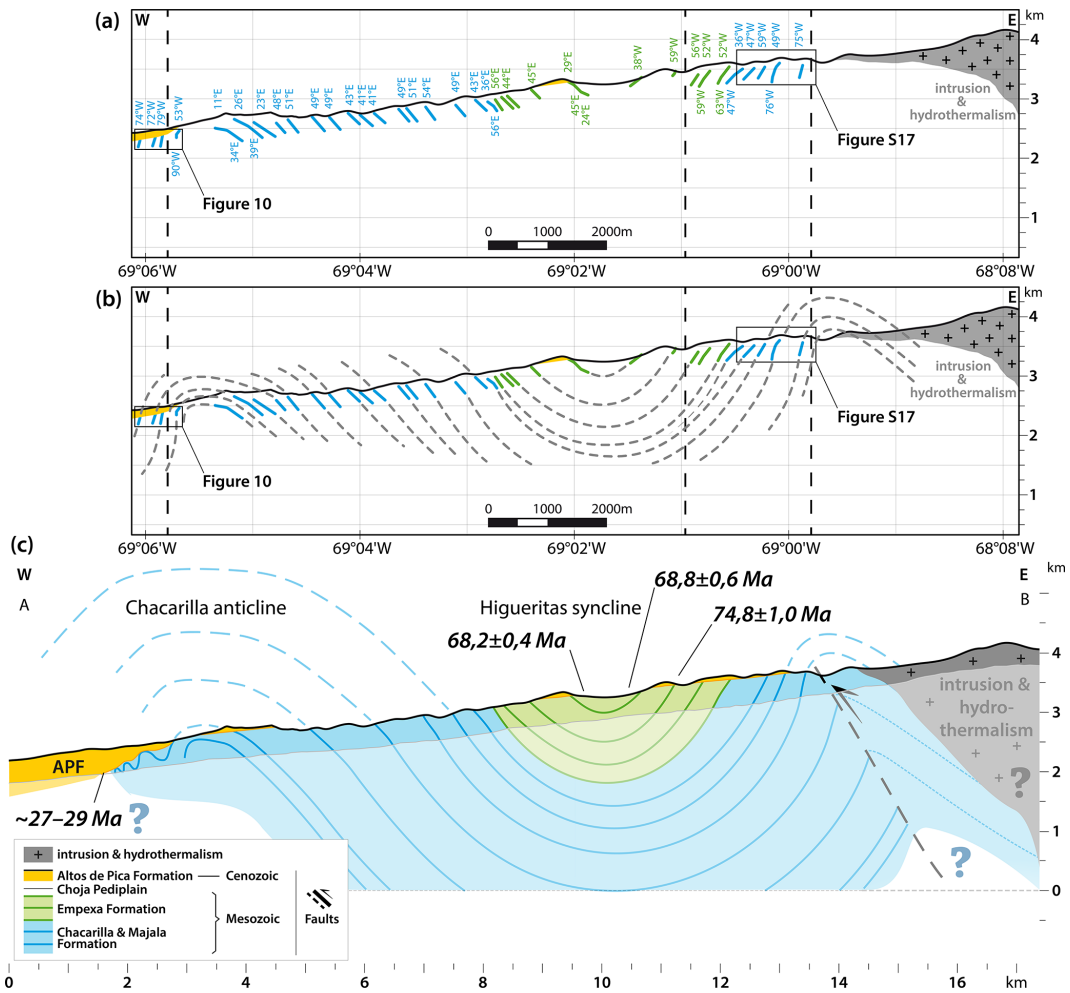 (a)
W
E
km
74°W
72°W
79°W
53°W
90°W
11°E
26°E
23°E
48°E
51°E
34°E
39°E
49°E
49°E
43°E
41°E
41°E
49°E
51°E
54°E
49°E
43°E
36°E
56°E
44°E
56°E
45°E
29°E
45°E
24°E
38°W
59°W
56°W
52°W
52°W
59°W
63°W
47°W
36°W
47°W
59°W
49°W
75°W
76°W
4
3
2
1
intrusion
&
hydrothermalism
Figure S17
Figure 10
0 1000 2000m
69°06'W 69°04'W 69°02'W 69°00'W 68°08'W
(b)
W
E
km
4
3
2
1
intrusion
&
hydrothermalism
Figure S17
Figure 10
0 1000 2000m
69°06'W 69°04'W 69°02'W 69°00'W 68°08'W
(c)
W
A
E
B
km
Chacarilla anticline
Higueritas syncline
68,8±0,6 Ma
74,8±1,0 Ma
68,2±0,4 Ma
4
3
2
1
0
intrusion &
hydro-
thermalism
?
APF
~27–29 Ma
?
?
intrusion & hydrothermalism
Altos de Pica Formation
Cenozoic
Choja Pediplain
Empexa Formation
Mesozoic
Faults
Chacarilla & Majala
Formation
0 2 4 6 8 10 12 14 16 km